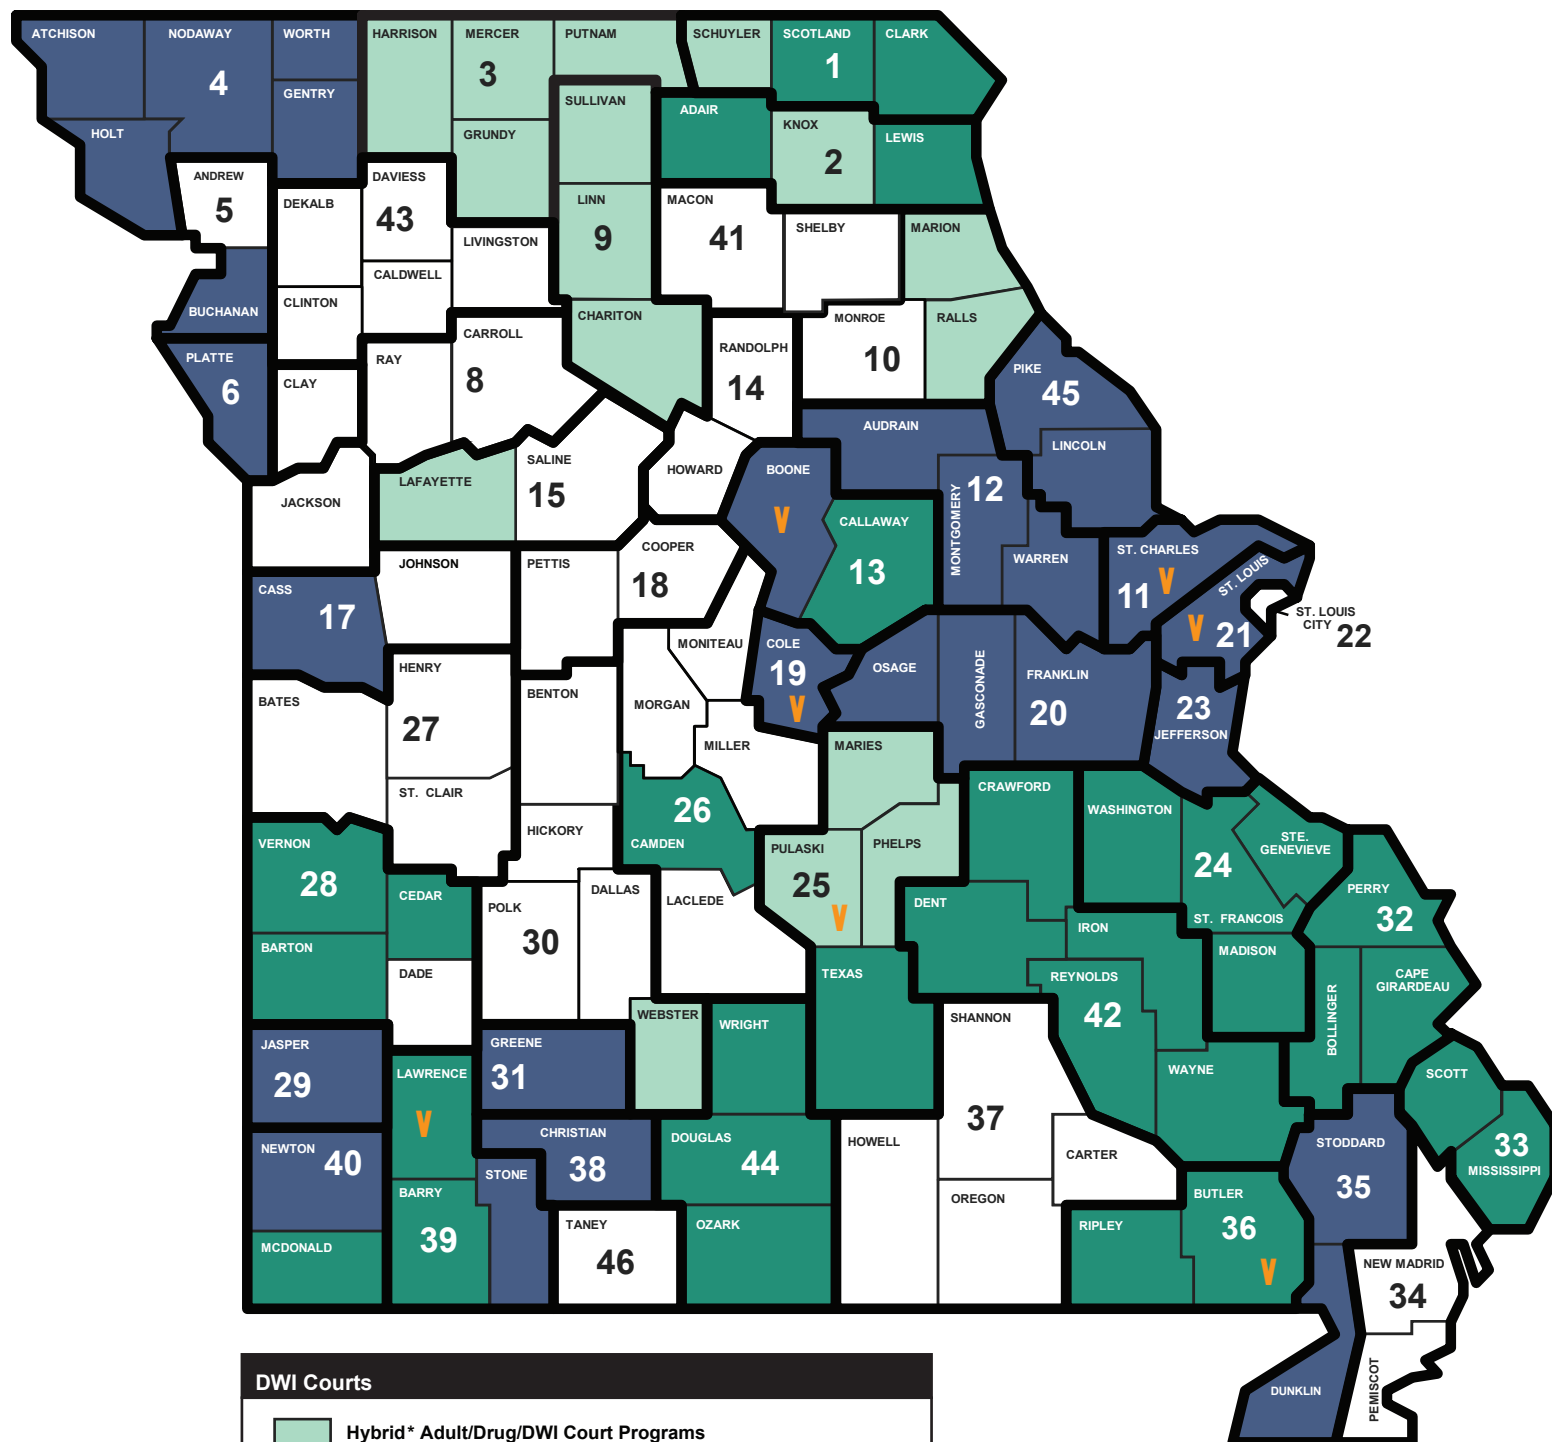 ATCHISON
NODAWAY
WORTH
HARRISON
MERCER
PUTNAM
SCHUYLER
SCOTLAND
CLARK
1
3
4
GENTRY
SULLIVAN
ADAIR
KNOX
HOLT
GRUNDY
LEWIS
2
ANDREW
DAVIESS
5
DEKALB
43
LINN
MACON
9
41
SHELBY
MARION
LIVINGSTON
CALDWELL
CLINTON
BUCHANAN
CHARITON
MONROE
RALLS
CARROLL
RANDOLPH
PLATTE
RAY
10
6
CLAY
8
14
PIKE
45
AUDRAIN
LINCOLN
SALINE
HOWARD
BOONE
LAFAYETTE
15
12
JACKSON
MONTGOMERY
V
CALLAWAY
COOPER
ST. CHARLES
JOHNSON
PETTIS
WARREN
13
18
V
ST. LOUIS
CASS
11
17
ST. LOUIS
CITY
22
V
21
MONITEAU
COLE
HENRY
19
OSAGE
GASCONADE
FRANKLIN
BATES
BENTON
MORGAN
V
20
23
27
JEFFERSON
MILLER
MARIES
ST. CLAIR
CRAWFORD
26
WASHINGTON
HICKORY
VERNON
CAMDEN
PULASKI
PHELPS
STE.
GENEVIEVE
24
28
25
CEDAR
DALLAS
PERRY
POLK
LACLEDE
DENT
V
32
ST. FRANCOIS
IRON
30
BARTON
MADISON
DADE
TEXAS
REYNOLDS
CAPE
GIRARDEAU
WEBSTER
WRIGHT
SHANNON
42
BOLLINGER
JASPER
GREENE
LAWRENCE
31
WAYNE
SCOTT
29
V
37
CHRISTIAN
DOUGLAS
HOWELL
STODDARD
NEWTON
40
38
44
CARTER
33
MISSISSIPPI
STONE
35
BARRY
OREGON
BUTLER
TANEY
OZARK
RIPLEY
39
36
MCDONALD
46
V
NEW MADRID
34
PEMISCOT
DUNKLIN
DWI Courts
Hybrid* Adult/Drug/DWI Court Programs